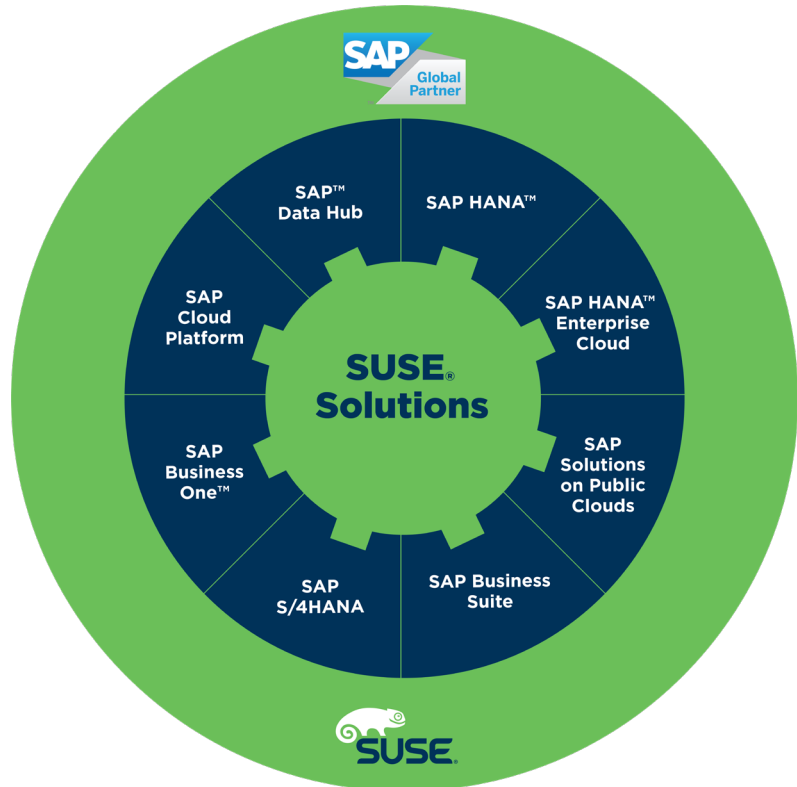 SAP
Global
Partner
SAP™
Data Hub
SAP HANA™
SAP HANA™
Enterprise
Cloud
SAP
Solutions
on Public
Clouds
SAP Business
Suite
SAP
S/4HANA
SAP
Business
One™
SAP
Cloud
Platform
SUSE®
Solutions
SUSE®